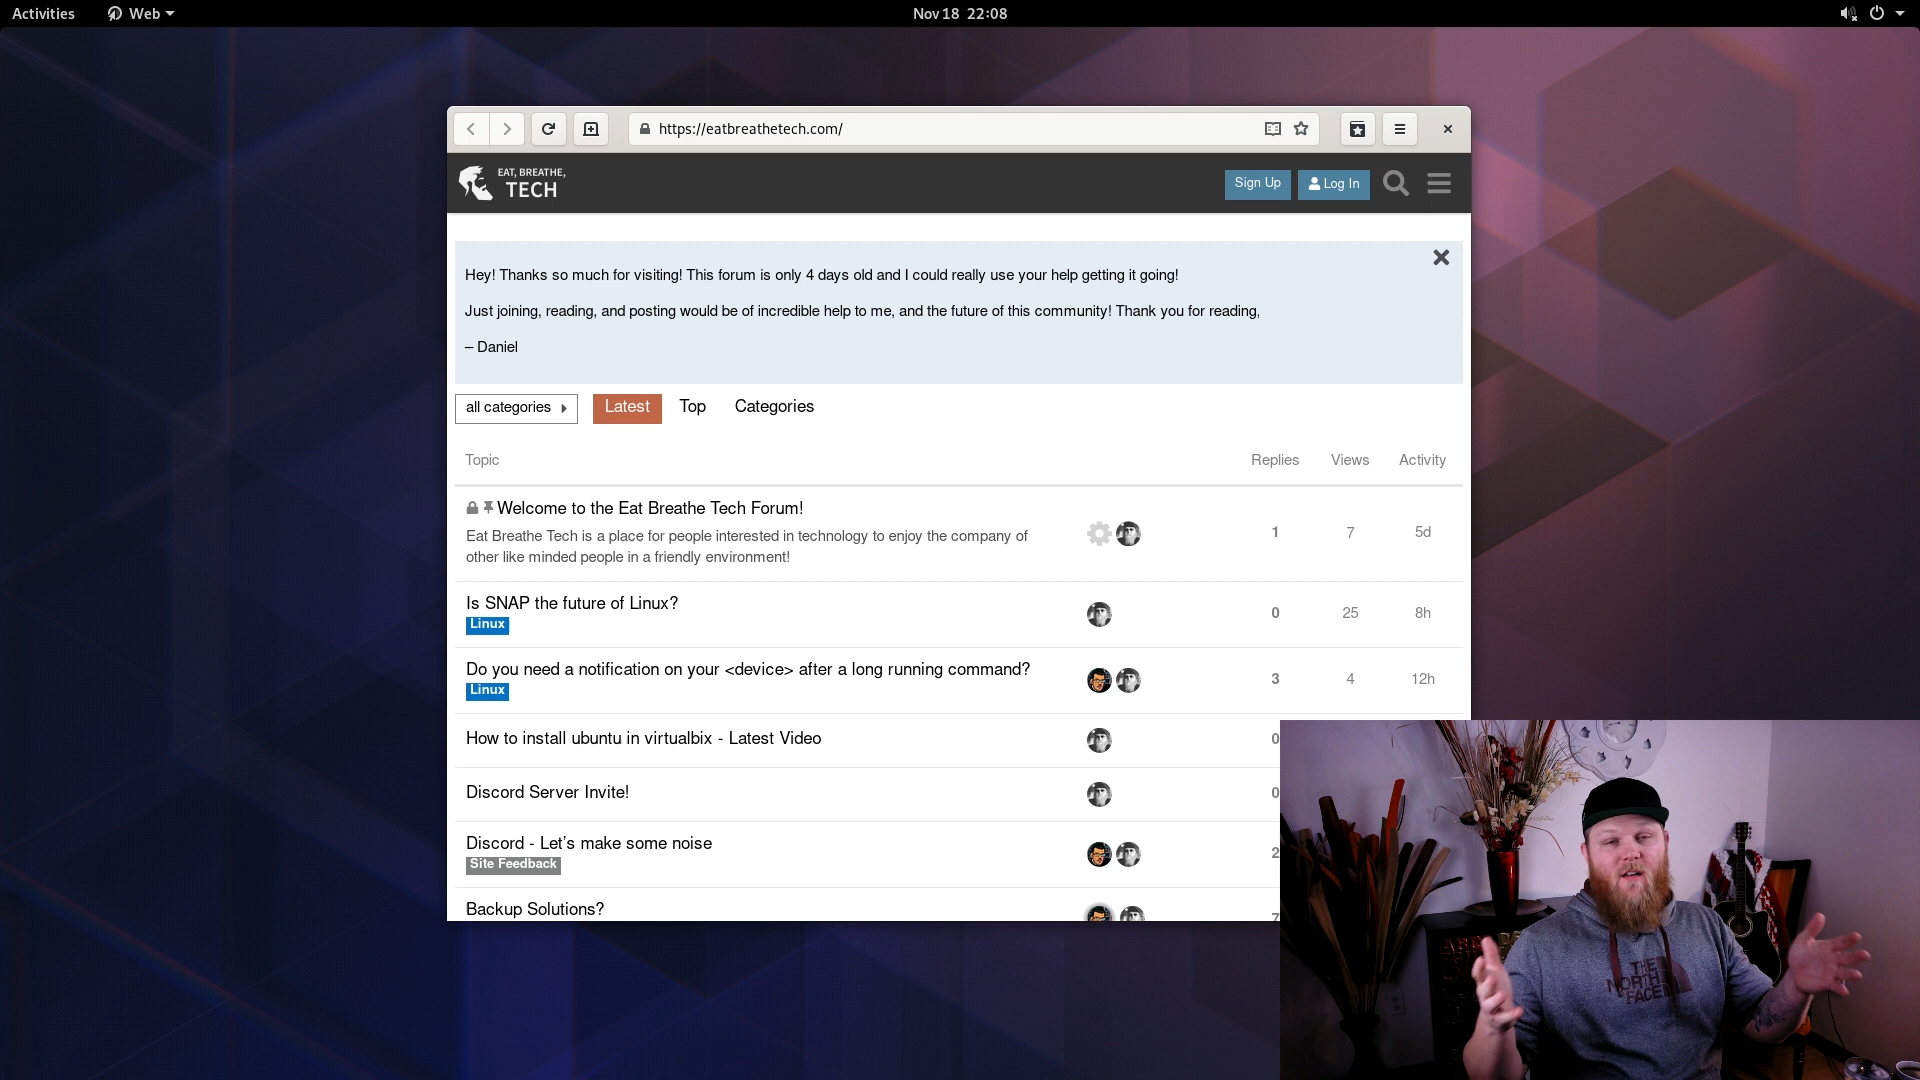 Activities
Web
Nov 18 22:08
https://eatbreathetech.com/
EAT, BREATHE,
TECH
Sign Up
Log In
Hey! Thanks so much for visiting! This forum is only 4 days old and I could really use your help getting it going!
Just joining, reading, and posting would be of incredible help to me, and the future of this community! Thank you for reading,
– Daniel
all categories
Latest
Top
Categories
Topic
Replies
Views
Activity
Welcome to the Eat Breathe Tech Forum!
Eat Breathe Tech is a place for people interested in technology to enjoy the company of
other like minded people in a friendly environment!
1
7
5d
Is SNAP the future of Linux?
Linux
0
25
8h
Do you need a notification on your <device> after a long running command?
Linux
3
4
12h
How to install ubuntu in virtualbix - Latest Video
0
Discord Server Invite!
0
Discord - Let's make some noise
Site Feedback
2
Backup Solutions?
7
THE
NORTH
FACE